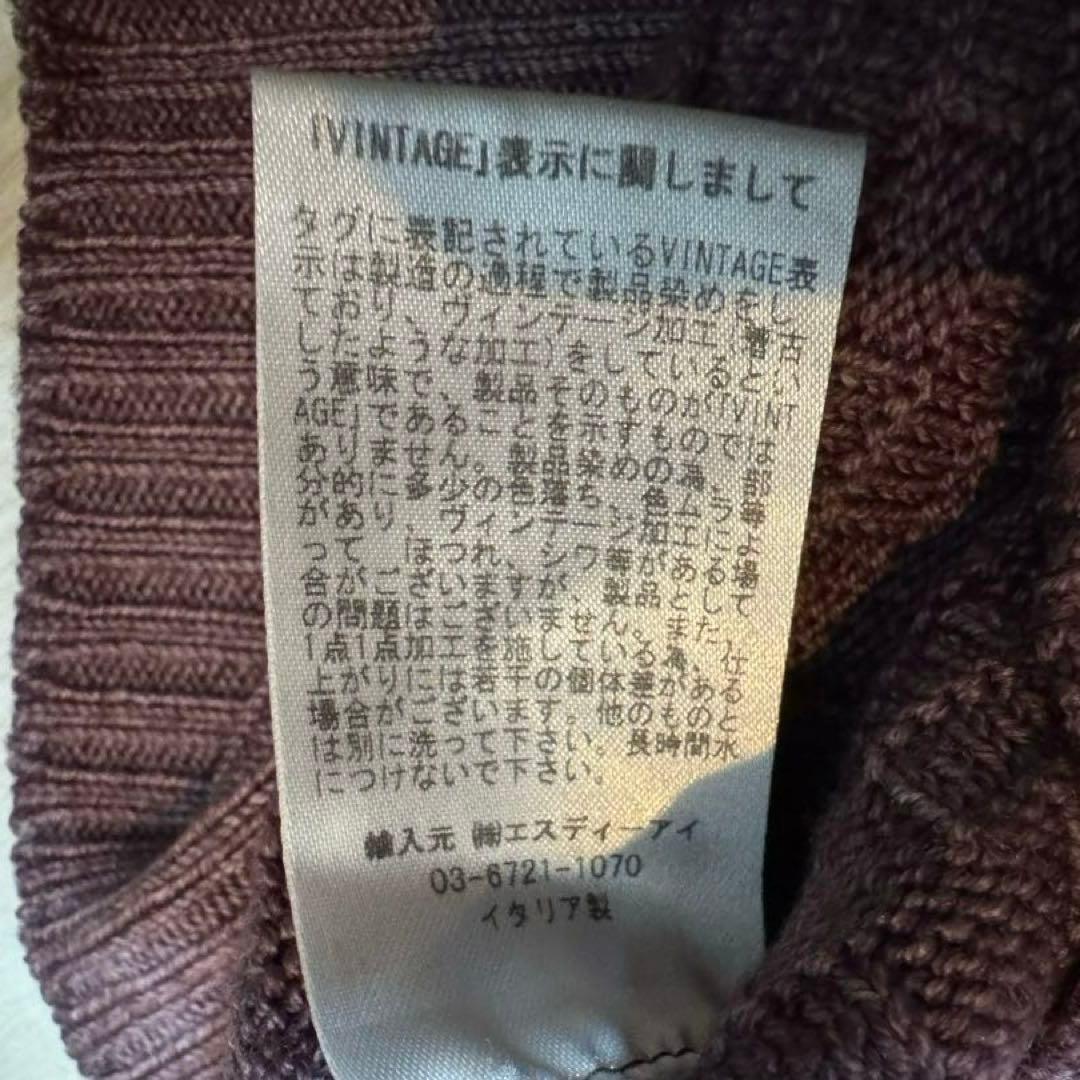 「VINTAGE」表示に関しまして
タグに表記されているVINTAGE表
示は製造の過程で製品染めをし
ており、ヴィンテージ加工(着古
したような加工)をしているとい
う意味で、製品そのものが「VINT
AGE」であることを示すものでは
ありません。製品染めの為、部
分的に多少の色落ち、色ムラ等
があり、ヴィンテージ加工によ
って、ほつれ、シワ等がある場
合がございますが、製品とまして
の問題はございません。また、
1点1点加工を施している為、仕
上がりには若干の個体差がある
場合がございます。他のものと
は別に洗って下さい。長時間水
につけないで下さい。
輸入元 ㈱エスディーアイ
03-6721-1070
イタリア製